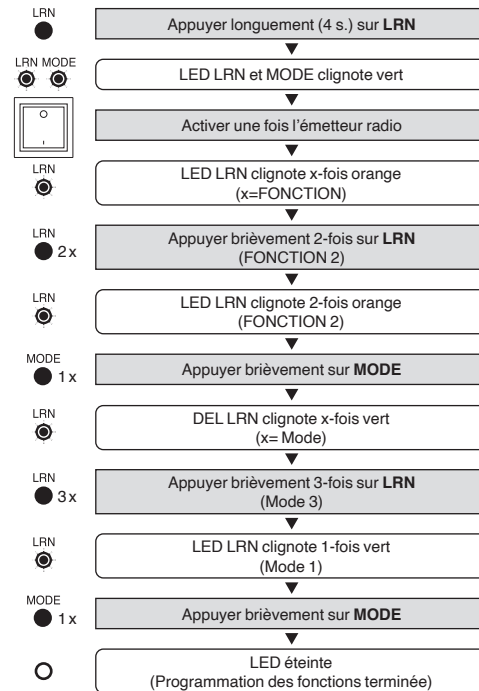 LRN
Appuyer longuement (4 s.) sur LRN
LRN MODE
LED LRN et MODE clignote vert
Activer une fois l'émetteur radio
LRN
LED LRN clignote x-fois orange
(x=FONCTION)
LRN
2 x
Appuyer brièvement 2-fois sur LRN
(FONCTION 2)
LRN
LED LRN clignote 2-fois orange
(FONCTION 2)
MODE
1 x
Appuyer brièvement sur MODE
LRN
DEL LRN clignote x-fois vert
(x= Mode)
LRN
3 x
Appuyer brièvement 3-fois sur LRN
(Mode 3)
LRN
LED LRN clignote 1-fois vert
(Mode 1)
MODE
1 x
Appuyer brièvement sur MODE
LED éteinte
(Programmation des fonctions terminée)